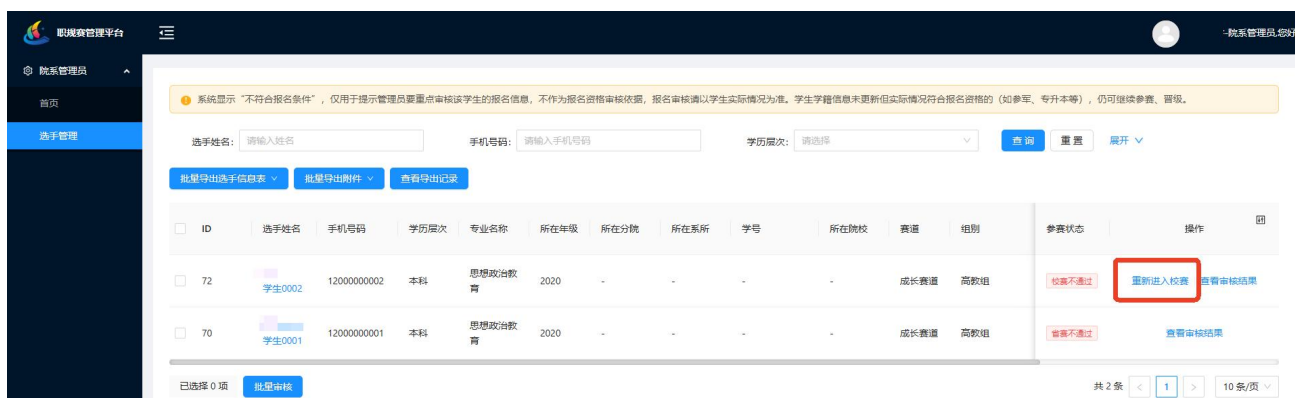 职规赛管理平台
-院系管理员,您好
院系管理员
首页
选手管理
系统显示“不符合报名条件”，仅用于提示管理员要重点审核该学生的报名信息，不作为报名资格审核依据，报名审核请以学生实际情况为准。学生学籍信息未更新但实际情况符合报名资格的（如参军，专升本等），仍可继续参赛、晋级。
选手姓名: 请输入姓名 手机号码: 请输入手机号码 学历层次: 请选择 查 询 重 置 展开
批量导出选手信息表 批量导出附件 查看导出记录
ID 选手姓名 手机号码 学历层次 专业名称 所在年级 所在分院 所在系所 学号 所在院校 赛道 组别 参赛状态 操作
72 学生0002 12000000002 本科 思想政治教育 2020 - - - - 成长赛道 高教组 校赛不通过 重新进入校赛 查看审核结果
70 学生0001 12000000001 本科 思想政治教育 2020 - - - - 成长赛道 高教组 省赛不通过 查看审核结果
已选择 0 项 批量审核 共 2 条 < 1 > 10 条/页